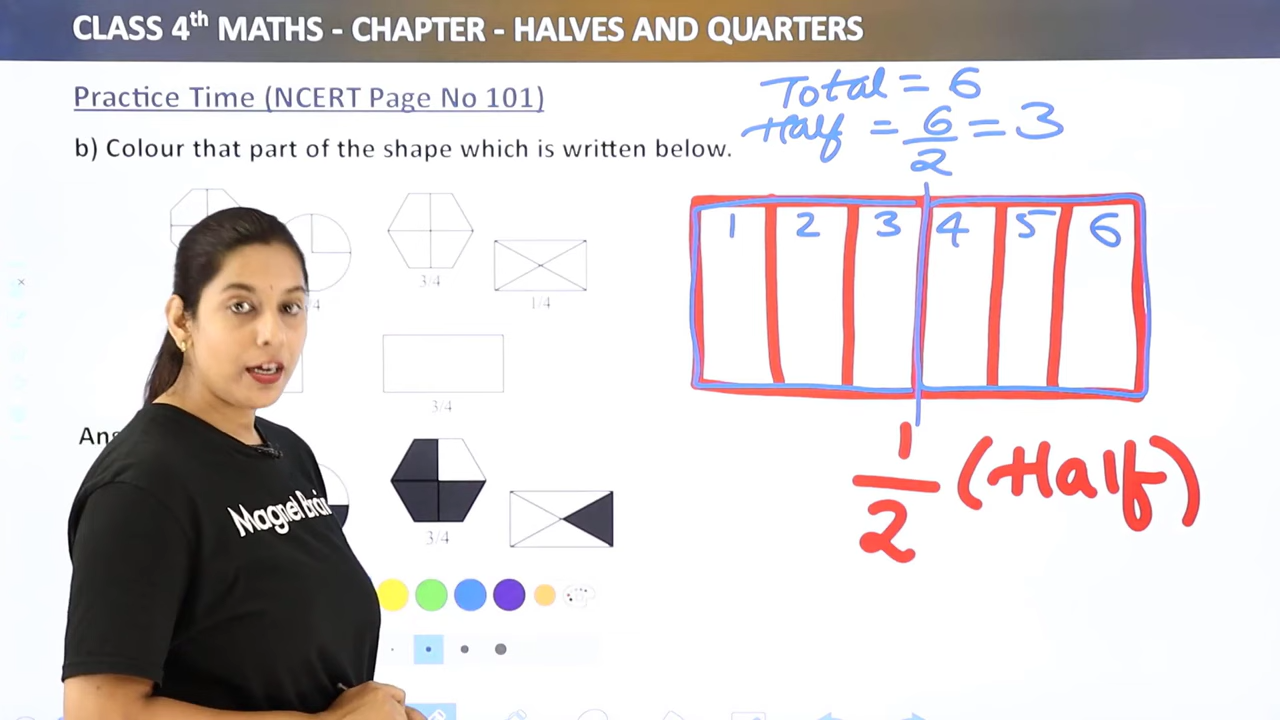 CLASS 4th MATHS - CHAPTER - HALVES AND QUARTERS
Practice Time (NCERT Page No 101)
b) Colour that part of the shape which is written below.
Total = 6
Half = 6/2 = 3
1 2 3 4 5 6
3/4
1/4
3/4
1/2 (Half)
3/4
Magnet Brain